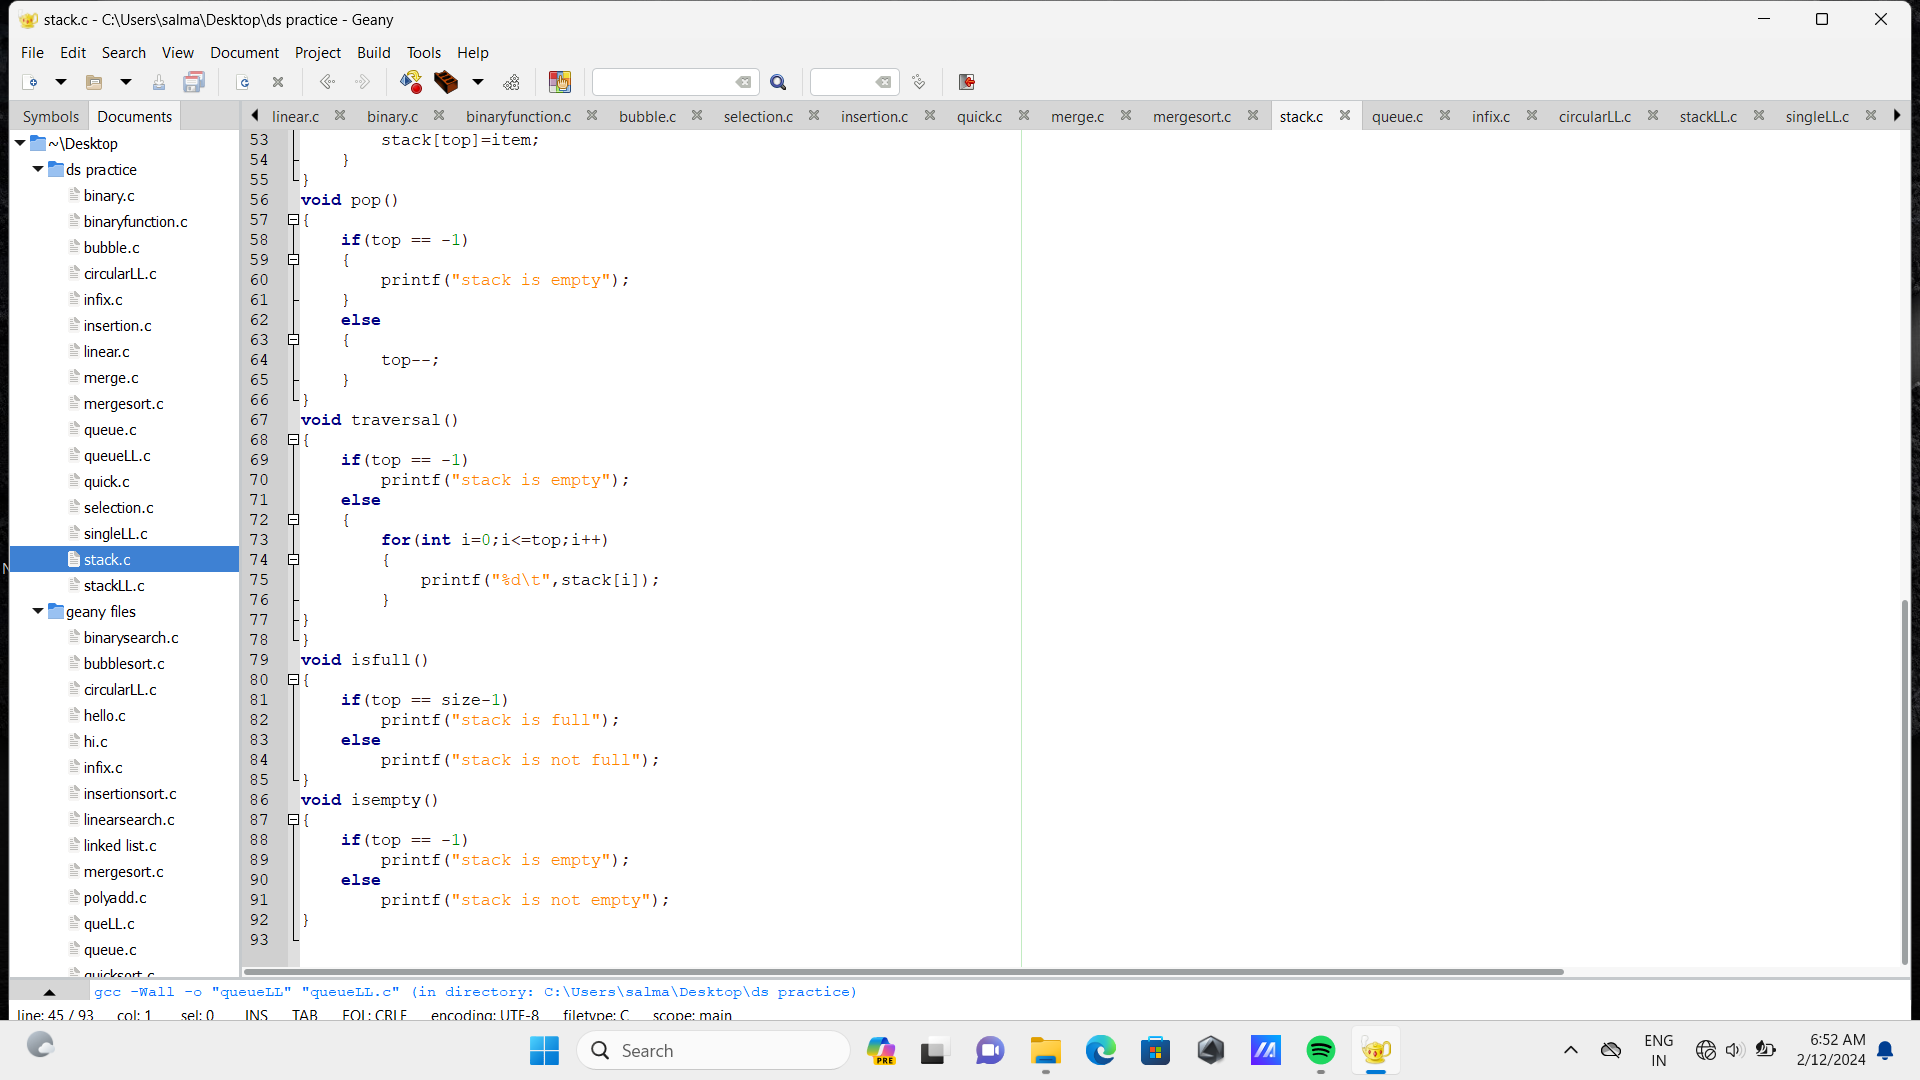 stack.c - C:\Users\salma\Desktop\ds practice - Geany
File Edit Search View Document Project Build Tools Help
Symbols Documents linear.c binary.c binaryfunction.c bubble.c selection.c insertion.c quick.c merge.c mergesort.c stack.c queue.c infix.c circularLL.c stackLL.c singleLL.c
~\Desktop
ds practice
binary.c
binaryfunction.c
bubble.c
circularLL.c
infix.c
insertion.c
linear.c
merge.c
mergesort.c
queue.c
queueLL.c
quick.c
selection.c
singleLL.c
stack.c
stackLL.c
geany files
binarysearch.c
bubblesort.c
circularLL.c
hello.c
hi.c
infix.c
insertionsort.c
linearsearch.c
linked list.c
mergesort.c
polyadd.c
queLL.c
queue.c
quicksort.c
53         stack[top]=item;
54     }
55 }
56 void pop()
57 {
58     if(top == -1)
59     {
60         printf("stack is empty");
61     }
62     else
63     {
64         top--;
65     }
66 }
67 void traversal()
68 {
69     if(top == -1)
70         printf("stack is empty");
71     else
72     {
73         for(int i=0;i<=top;i++)
74         {
75             printf("%d\t",stack[i]);
76         }
77 }
78 }
79 void isfull()
80 {
81     if(top == size-1)
82         printf("stack is full");
83     else
84         printf("stack is not full");
85 }
86 void isempty()
87 {
88     if(top == -1)
89         printf("stack is empty");
90     else
91         printf("stack is not empty");
92 }
93
gcc -Wall -o "queueLL" "queueLL.c" (in directory: C:\Users\salma\Desktop\ds practice)
line: 45 / 93 col: 1 sel: 0 INS TAB EOL: CRLF encoding: UTF-8 filetype: C scope: main
Search
PRE
ENG
IN
6:52 AM
2/12/2024